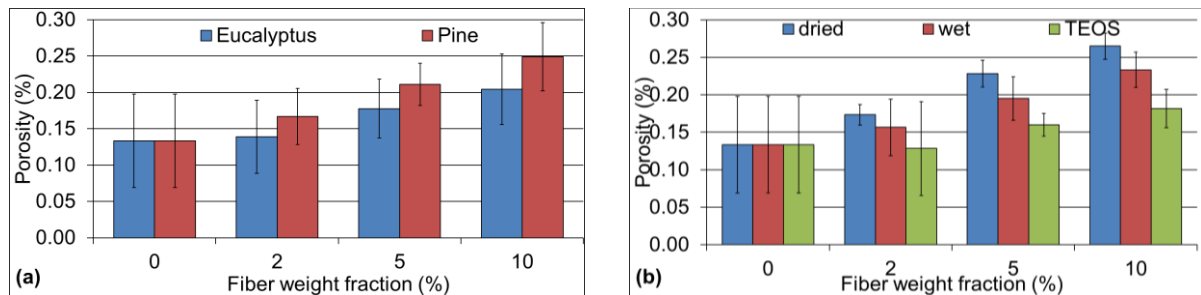 0.30
Eucalyptus Pine
0.25
0.20
0.15
0.10
0.05
0.00
Porosity (%)
0 2 5 10
(a) Fiber weight fraction (%)
0.30
dried wet TEOS
0.25
0.20
0.15
0.10
0.05
0.00
Porosity (%)
0 2 5 10
(b) Fiber weight fraction (%)